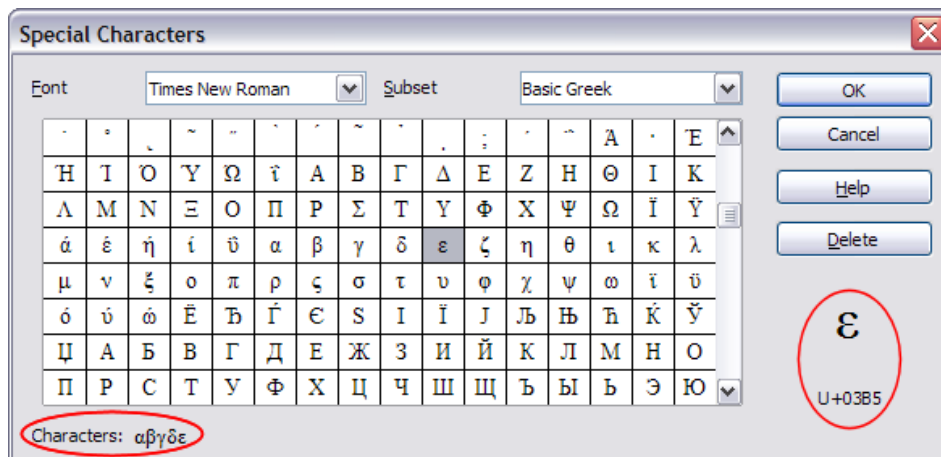 Special Characters
Font Times New Roman Subset Basic Greek
OK
Cancel
Help
Delete
Ά · Έ
Ή Ί Ό Ύ Ώ ΐ Α Β Γ Δ Ε Ζ Η Θ Ι Κ
Λ Μ Ν Ξ Ο Π Ρ Σ Τ Υ Φ Χ Ψ Ω Ϊ Ϋ
ά έ ή ί ΰ α β γ δ ε ζ η θ ι κ λ
μ ν ξ ο π ρ ς σ τ υ φ χ ψ ω ϊ ϋ
ό ύ ώ Ё Ђ Ѓ Є Ѕ І Ї Ј Љ Њ Ћ Ќ Ў
Џ А Б В Г Д Е Ж З И Й К Л М Н О
П Р С Т У Ф Х Ц Ч Ш Щ Ъ Ы Ь Э Ю
ε
U+03B5
Characters: αβγδε